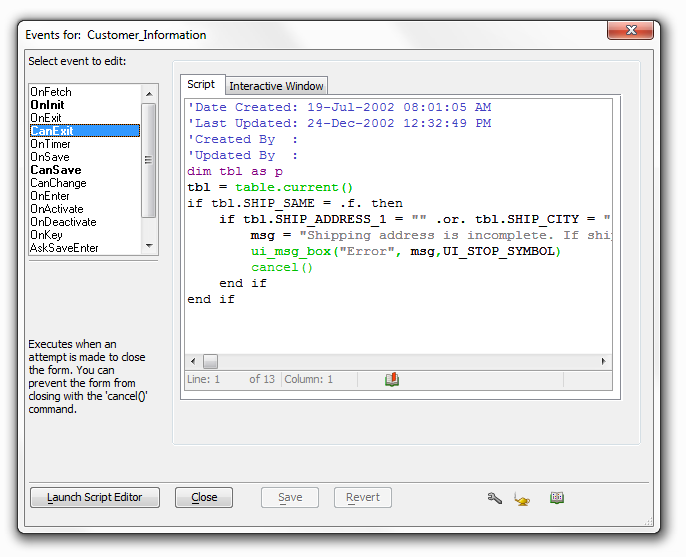 Events for: Customer_Information
Select event to edit:
OnFetch
OnInit
OnExit
CanExit
OnTimer
OnSave
CanSave
CanChange
OnEnter
OnActivate
OnDeactivate
OnKey
AskSaveEnter
Executes when an
attempt is made to close
the form. You can
prevent the form from
closing with the 'cancel()'
command.
Script
Interactive Window
'Date Created: 19-Jul-2002 08:01:05 AM
'Last Updated: 24-Dec-2002 12:32:49 PM
'Created By  :
'Updated By  :
dim tbl as p
tbl = table.current()
if tbl.SHIP_SAME = .f. then
    if tbl.SHIP_ADDRESS_1 = "" .or. tbl.SHIP_CITY = "
        msg = "Shipping address is incomplete. If ship
        ui_msg_box("Error", msg,UI_STOP_SYMBOL)
        cancel()
    end if
end if
Line: 1 of 13 Column: 1
Launch Script Editor
Close
Save
Revert